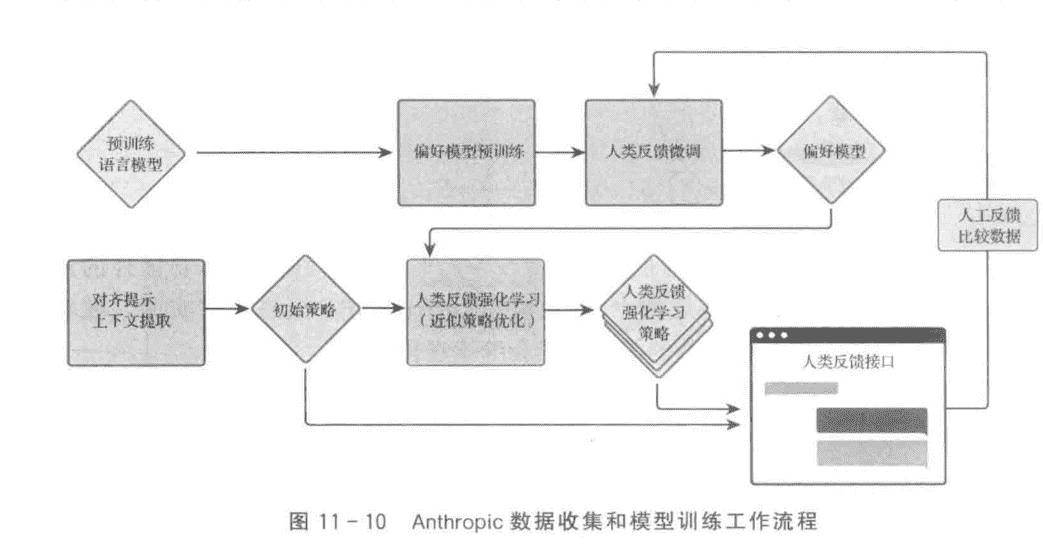 预训练
语言模型
偏好模型预训练
人类反馈微调
偏好模型
人工反馈
比较数据
对齐提示
上下文提取
初始策略
人类反馈强化学习
（近似策略优化）
人类反馈
强化学习
策略
人类反馈接口
图 11-10 Anthropic 数据收集和模型训练工作流程